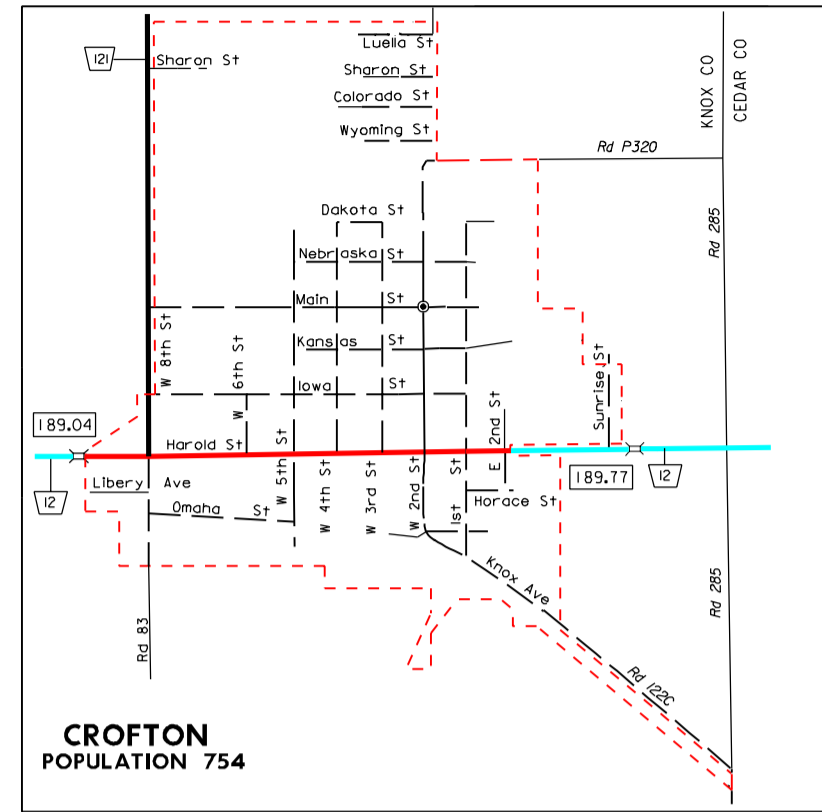 Luella St
121
Sharon St
Sharon St
Colorado St
Wyoming St
KNOX CO
CEDAR CO
Rd P320
Rd 285
Dakota St
Nebraska St
Main St
Kansas St
Iowa St
W 8th St
W 6th St
Sunrise St
E 2nd St
189.04
Harold St
W 5th St
W 4th St
W 3rd St
W 2nd St
1st St
189.77
12
12
Libery Ave
Omaha St
Horace St
Knox Ave
Rd 285
Rd 83
Rd 122C
CROFTON
POPULATION 754